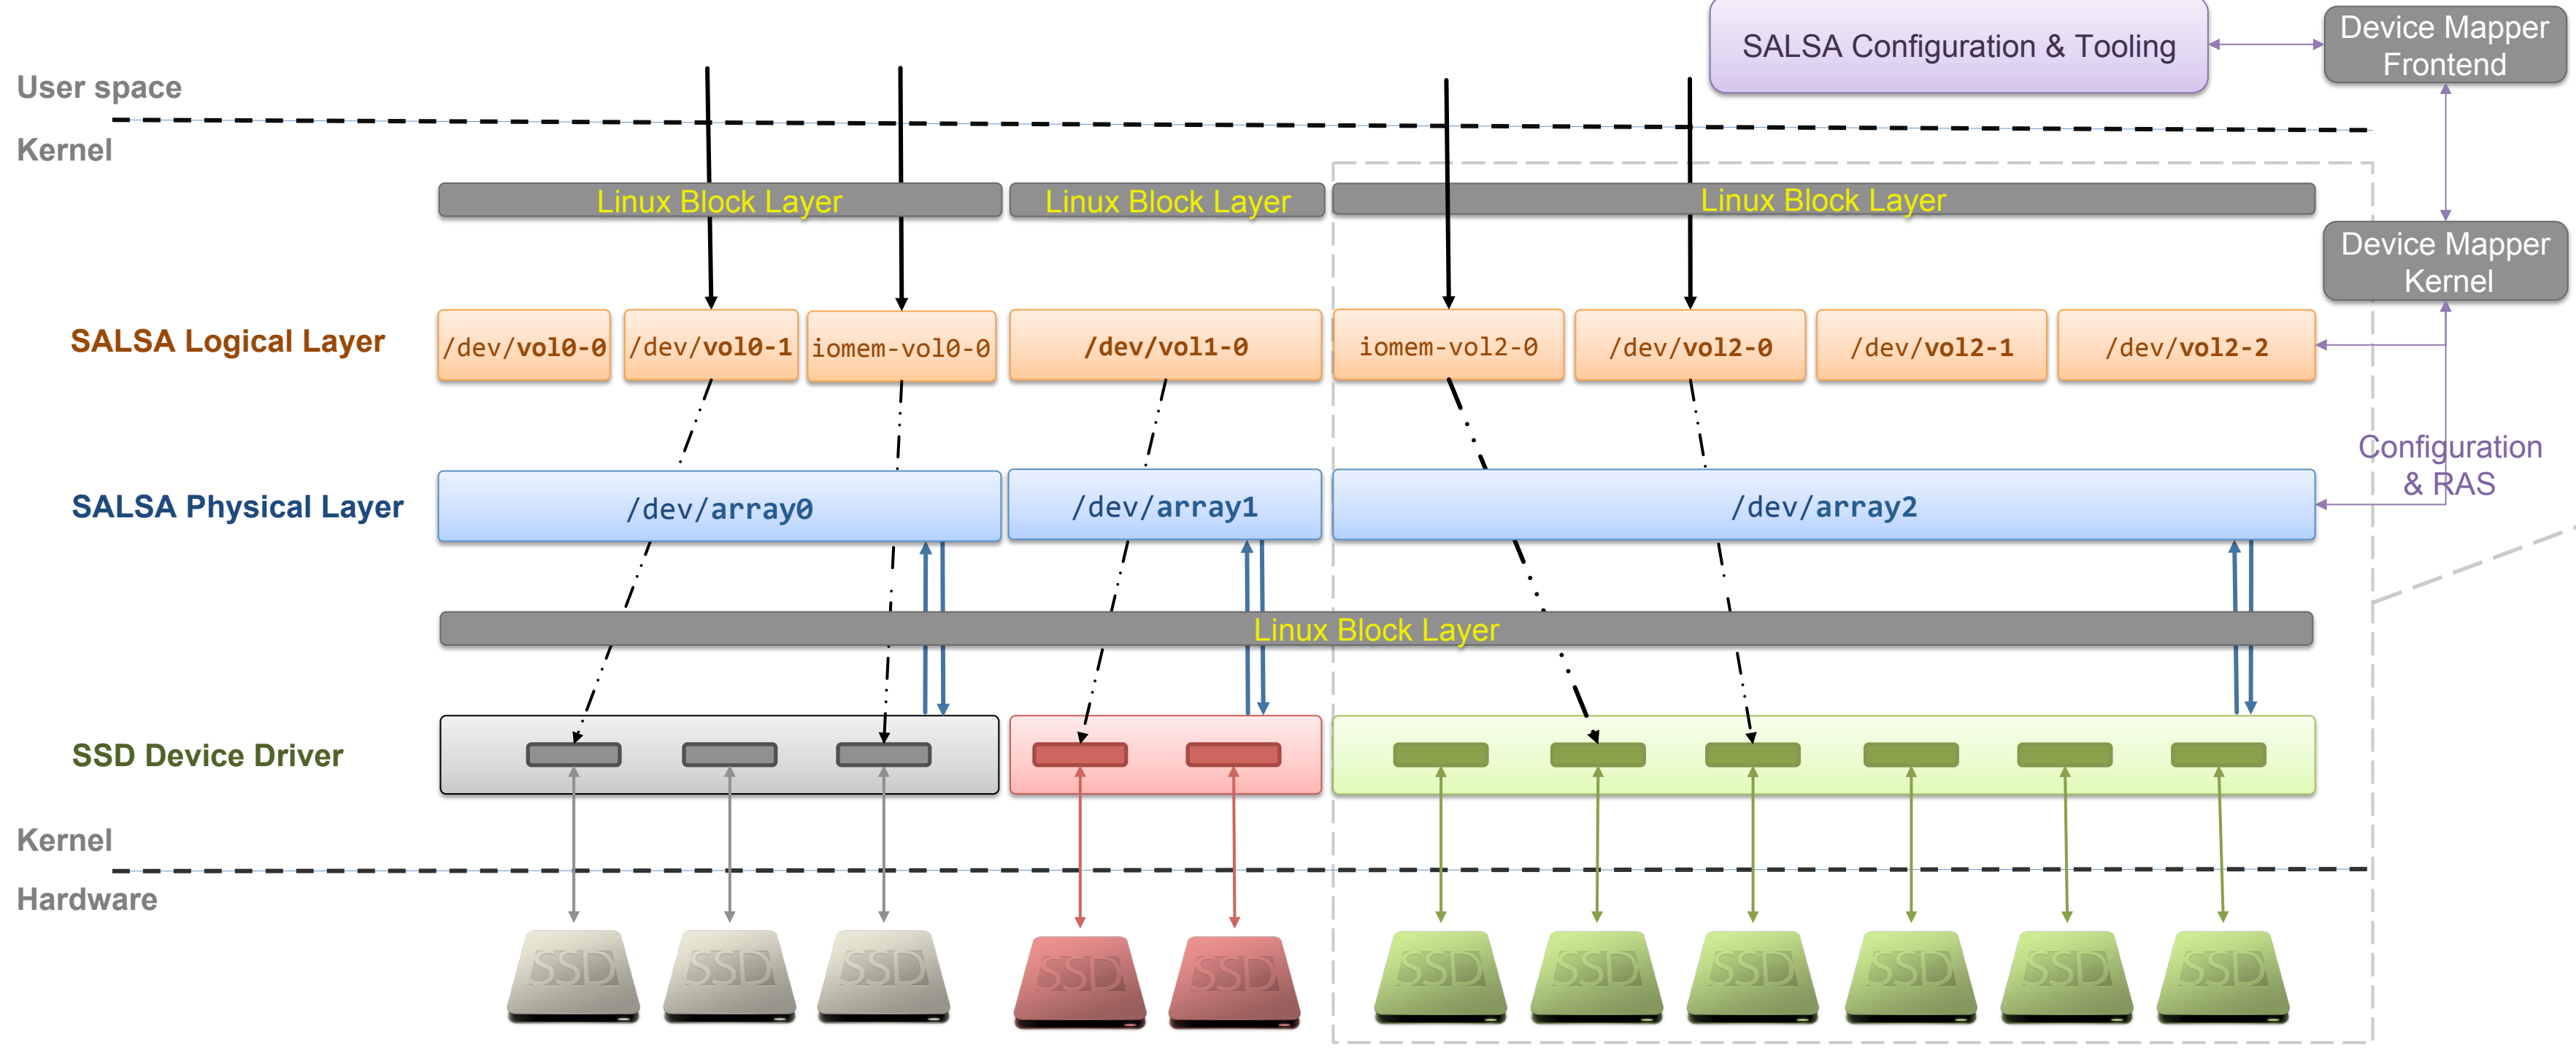 SALSA Configuration & Tooling
Device Mapper
Frontend
User space
Kernel
Linux Block Layer
Linux Block Layer
Linux Block Layer
Device Mapper
Kernel
SALSA Logical Layer
/dev/vol0-0
/dev/vol0-1
iomem-vol0-0
/dev/vol1-0
iomem-vol2-0
/dev/vol2-0
/dev/vol2-1
/dev/vol2-2
Configuration
& RAS
SALSA Physical Layer
/dev/array0
/dev/array1
/dev/array2
Linux Block Layer
SSD Device Driver
Kernel
Hardware
SSD
SSD
SSD
SSD
SSD
SSD
SSD
SSD
SSD
SSD
SSD